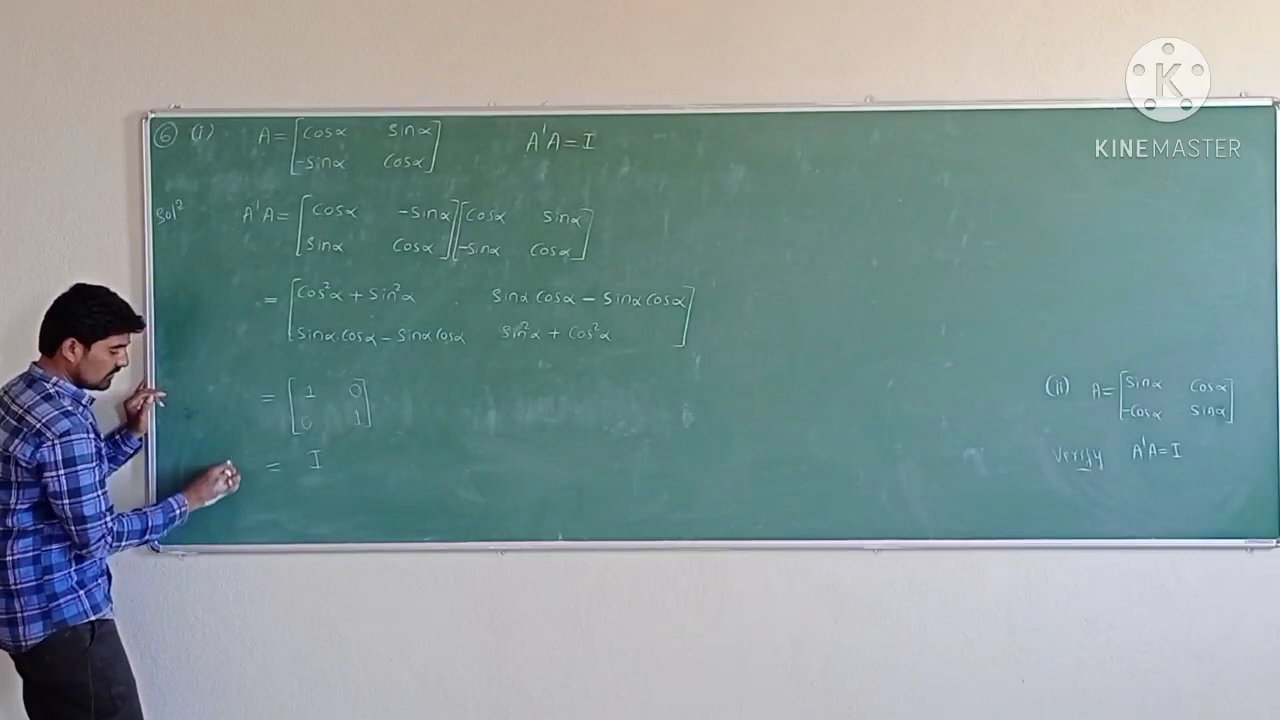 ⑥ (i) A = [cosα sinα
-sinα cosα] A'A = I
Solⁿ A'A = [cosα -sinα] [cosα sinα]
[sinα cosα] [-sinα cosα]
= [cos²α + sin²α sinα cosα - sinα cosα
sinα cosα - sinα cosα sin²α + cos²α]
= [1 0
0 1]
= I
(ii) A = [sinα cosα
-cosα sinα]
Verify A'A = I
K
KINEMASTER